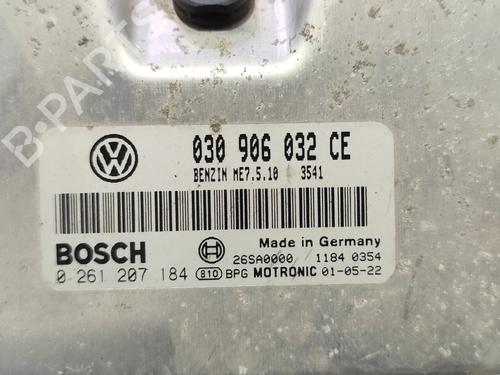 B-PARTS
030 906 032 CE
BENZIN ME7.5.10 3541
BOSCH
Made in Germany
26SA0000 1184 0354
0 261 207 184 810 BPG MOTRONIC 01-05-22